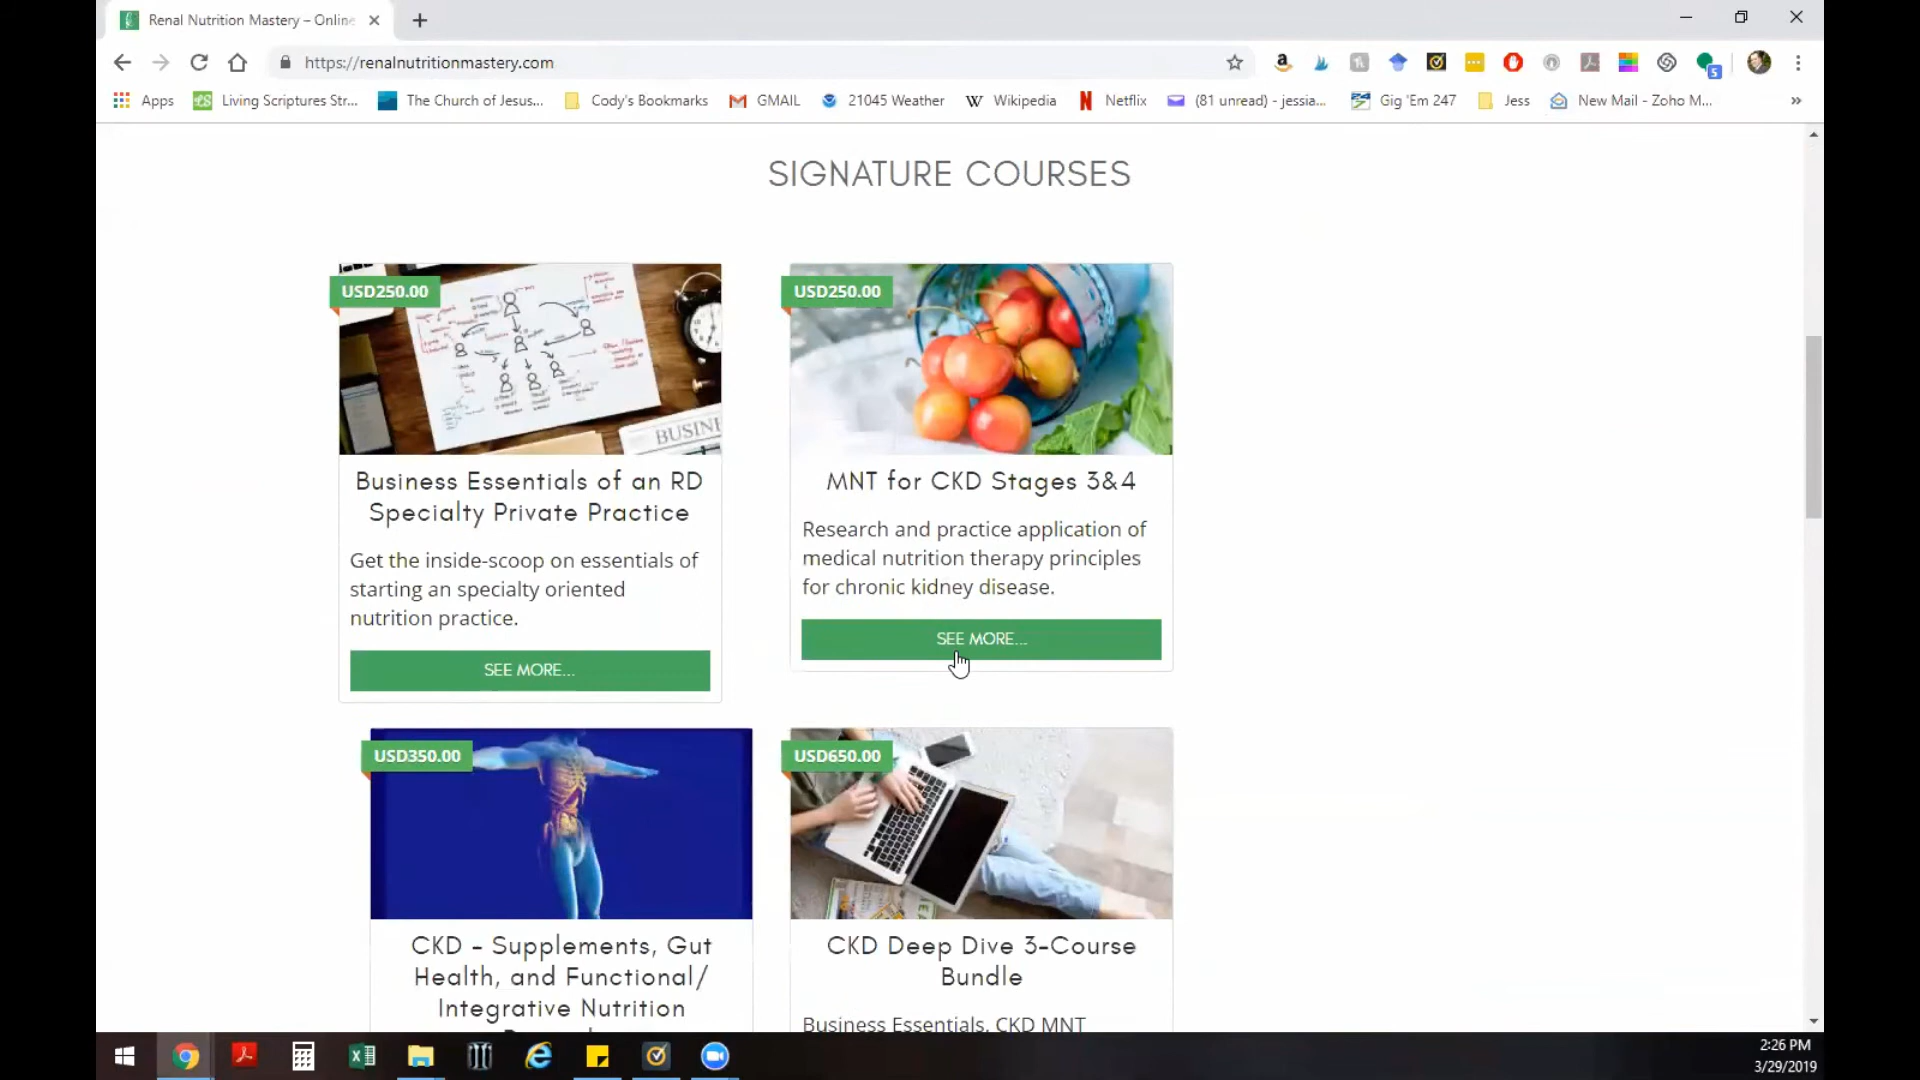 Renal Nutrition Mastery – Online
https://renalnutritionmastery.com
5
Apps
Living Scriptures Str...
The Church of Jesus...
Cody's Bookmarks
GMAIL
21045 Weather
Wikipedia
Netflix
(81 unread) - jessia...
Gig 'Em 247
Jess
New Mail - Zoho M...
SIGNATURE COURSES
USD250.00
BUSIN
Business Essentials of an RD
Specialty Private Practice
Get the inside-scoop on essentials of
starting an specialty oriented
nutrition practice.
SEE MORE...
USD250.00
MNT for CKD Stages 3&4
Research and practice application of
medical nutrition therapy principles
for chronic kidney disease.
SEE MORE...
USD350.00
CKD – Supplements, Gut
Health, and Functional/
Integrative Nutrition
USD650.00
CKD Deep Dive 3-Course
Bundle
Business Essentials, CKD MNT
2:26 PM
3/29/2019